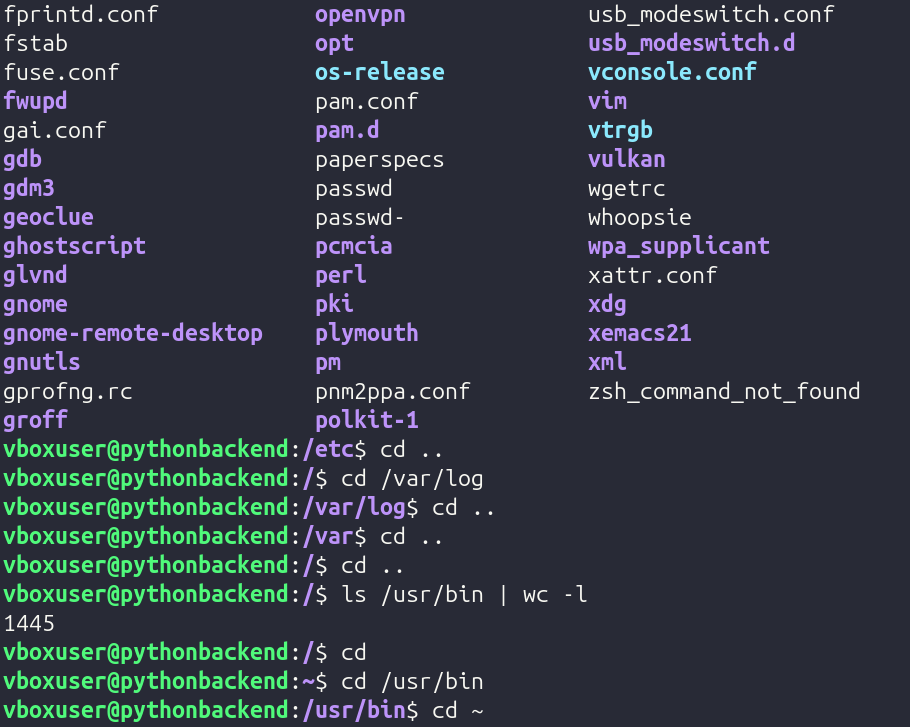 fprintd.conf openvpn usb_modeswitch.conf
fstab opt usb_modeswitch.d
fuse.conf os-release vconsole.conf
fwupd pam.conf vim
gai.conf pam.d vtrgb
gdb paperspecs vulkan
gdm3 passwd wgetrc
geoclue passwd- whoopsie
ghostscript pcmcia wpa_supplicant
glvnd perl xattr.conf
gnome pki xdg
gnome-remote-desktop plymouth xemacs21
gnutls pm xml
gprofng.rc pnm2ppa.conf zsh_command_not_found
groff polkit-1
vboxuser@pythonbackend:/etc$ cd ..
vboxuser@pythonbackend:/$ cd /var/log
vboxuser@pythonbackend:/var/log$ cd ..
vboxuser@pythonbackend:/var$ cd ..
vboxuser@pythonbackend:/$ cd ..
vboxuser@pythonbackend:/$ ls /usr/bin | wc -l
1445
vboxuser@pythonbackend:/$ cd
vboxuser@pythonbackend:~$ cd /usr/bin
vboxuser@pythonbackend:/usr/bin$ cd ~